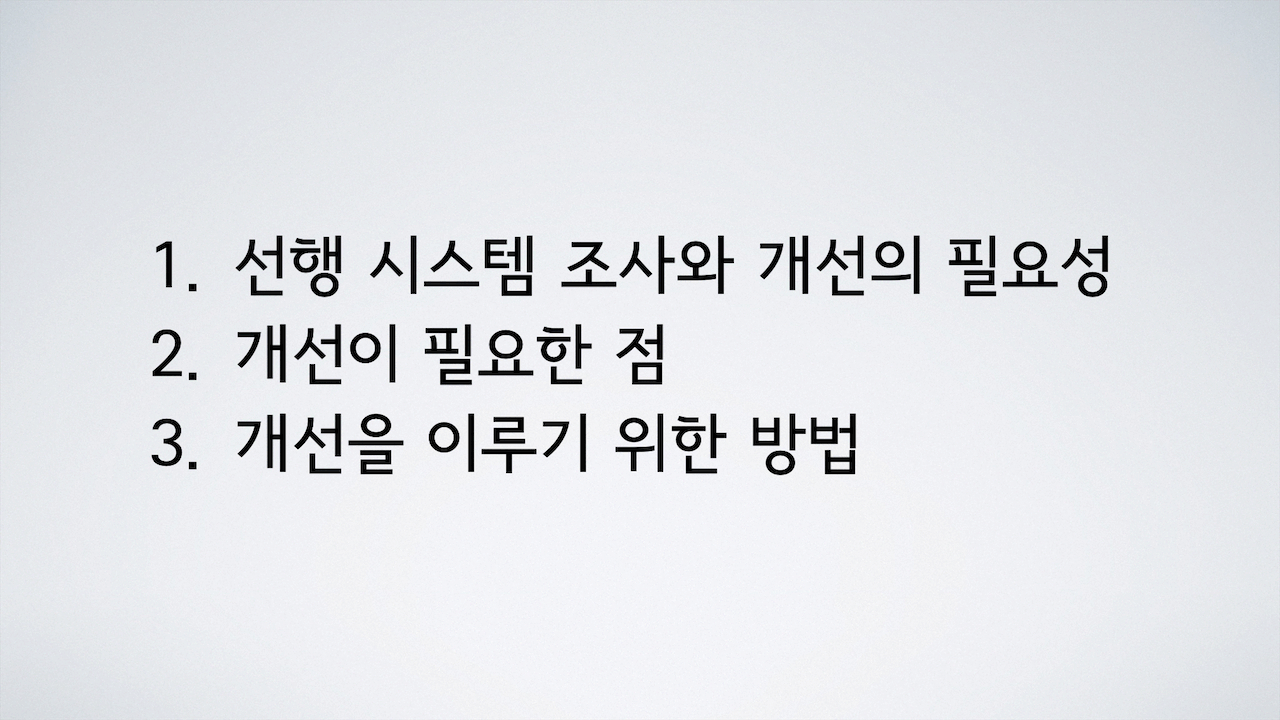 1. 선행 시스템 조사와 개선의 필요성
2. 개선이 필요한 점
3. 개선을 이루기 위한 방법